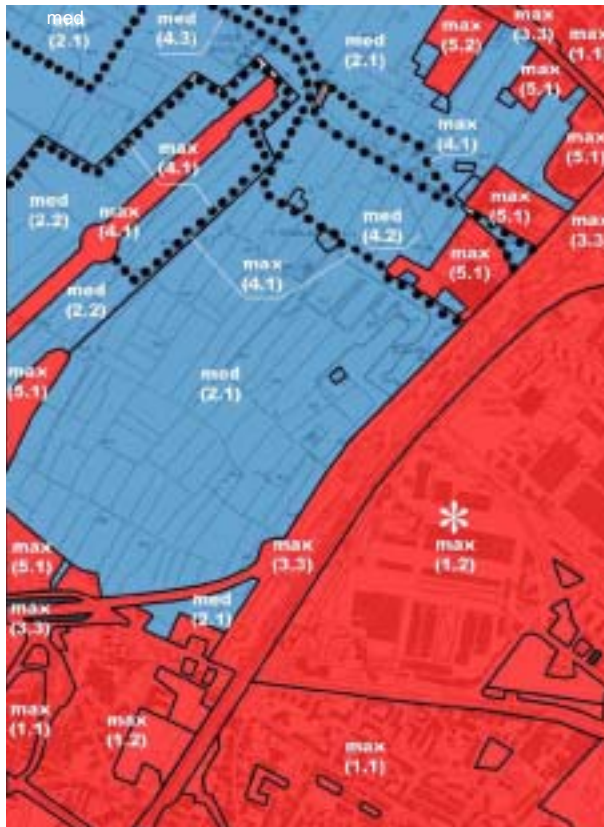 med
(2.1)
med
(4.3)
med
(2.1)
max
(5.2)
max
(3.3)
max
(1.1)
max
(5.1)
max
(4.1)
max
(5.1)
max
(4.1)
med
(2.2)
max
(4.1)
max
(5.1)
med
(4.2)
max
(3.3)
max
(5.1)
max
(4.1)
med
(2.2)
max
(5.1)
med
(2.1)
*
max
(1.2)
max
(5.1)
max
(3.3)
max
(3.3)
med
(2.1)
max
(1.1)
max
(1.2)
max
(1.1)